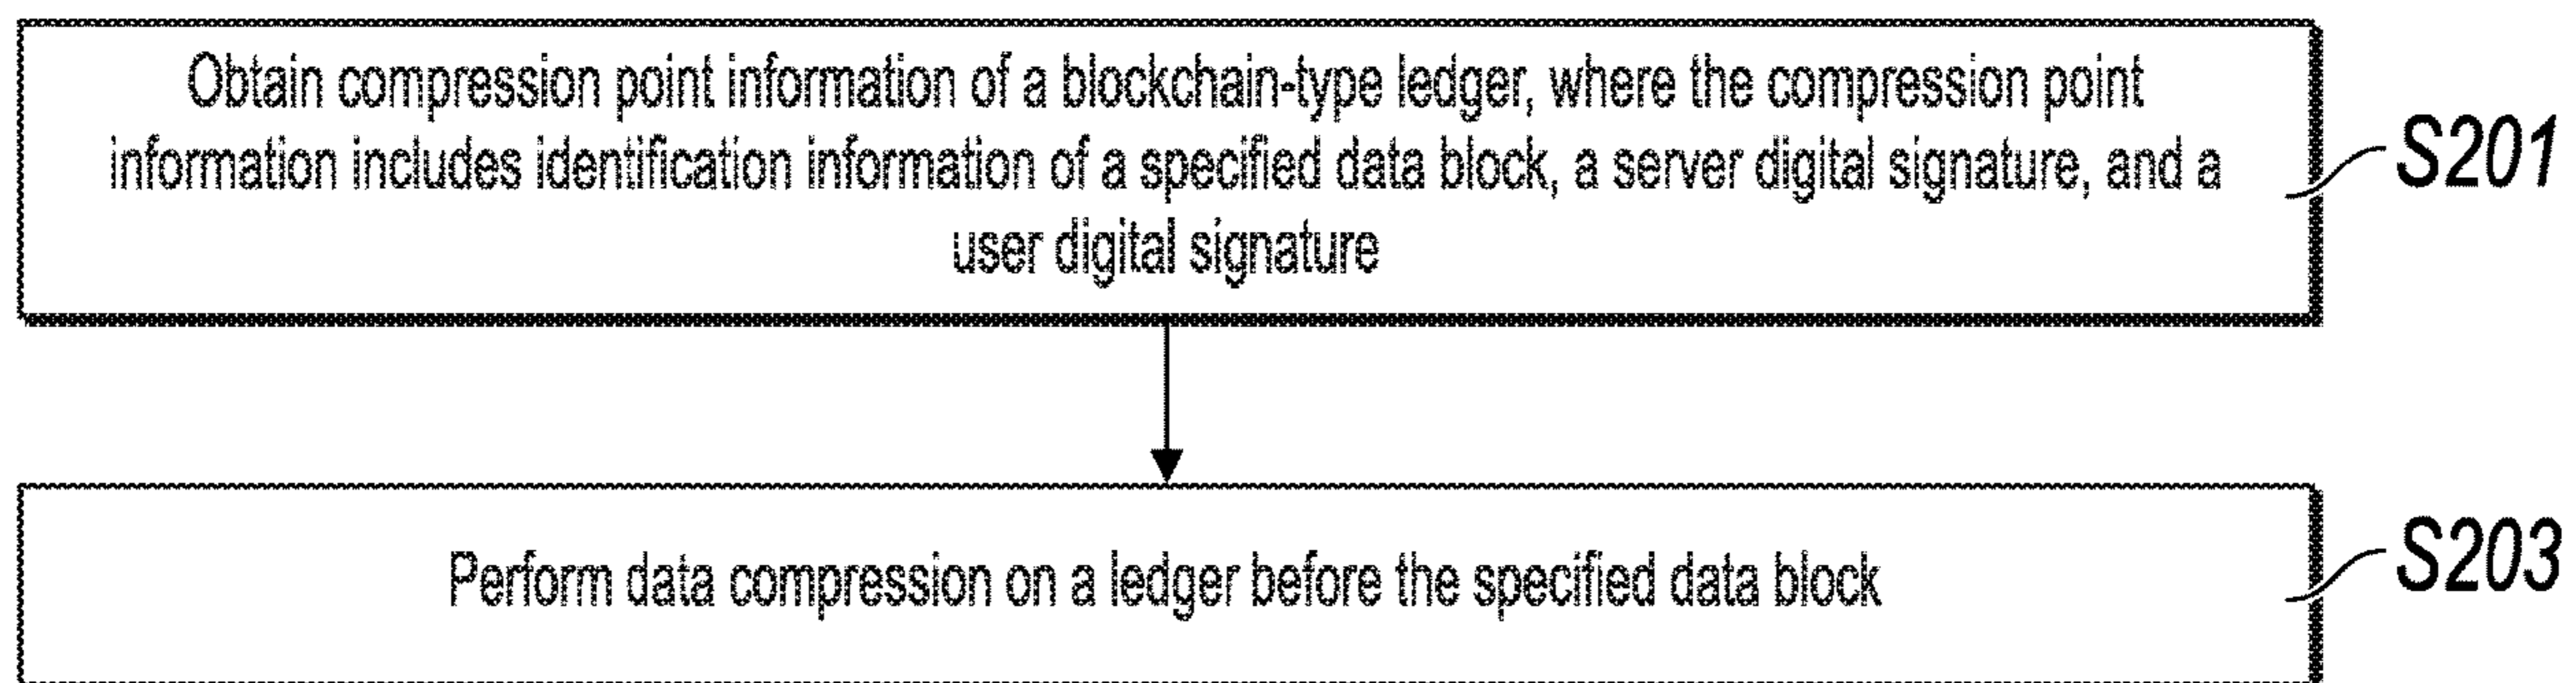 Obtain compression point information of a blockchain-type ledger, where the compression point
information includes identification information of a specified data block, a server digital signature, and a
user digital signature
S201
Perform data compression on a ledger before the specified data block
S203